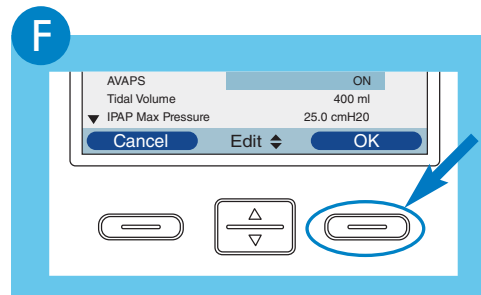 F
AVAPS ON
Tidal Volume 400 ml
IPAP Max Pressure 25.0 cmH20
Cancel Edit OK